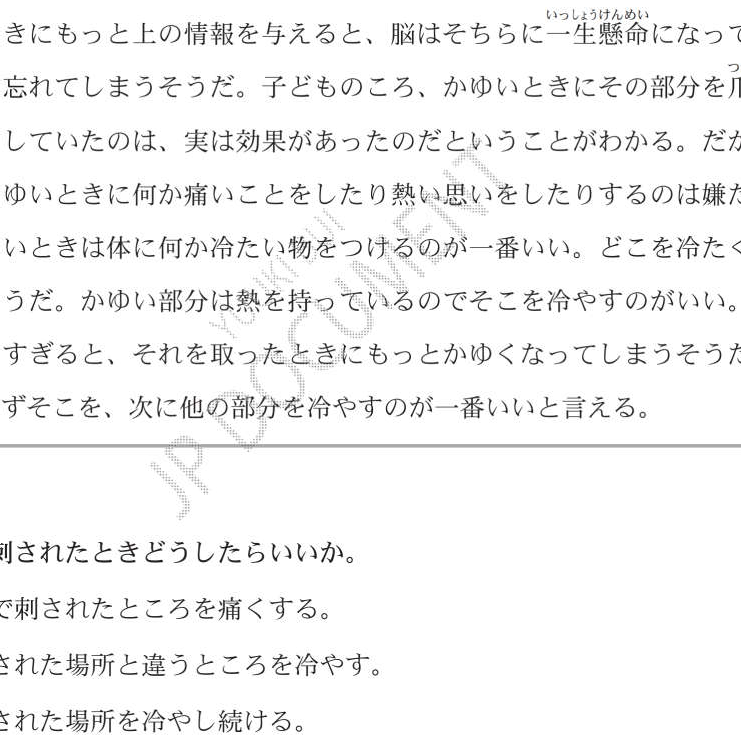 いっしょうけんめい
きにもっと上の情報を与えると、脳はそちらに一生懸命になって
忘れてしまうそうだ。子どものころ、かゆいときにその部分を爪
していたのは、実は効果があったのだということがわかる。だか
ゆいときに何か痛いことをしたり熱い思いをしたりするのは嫌だ
いときは体に何か冷たい物をつけるのが一番いい。どこを冷たく
うだ。かゆい部分は熱を持っているのでそこを冷やすのがいい。
すぎると、それを取ったときにもっとかゆくなってしまうそうだ
ずそこを、次に他の部分を冷やすのが一番いいと言える。
刺されたときどうしたらいいか。
で刺されたところを痛くする。
された場所と違うところを冷やす。
された場所を冷やし続ける。
JP DOCUMENT